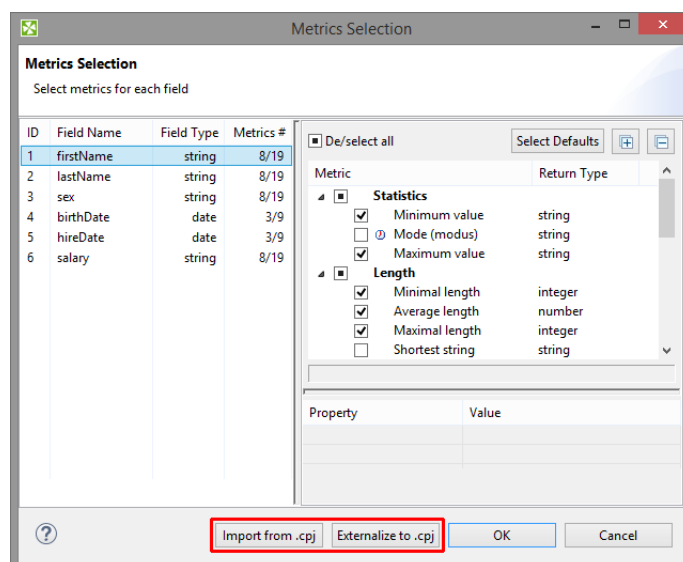 Metrics Selection
Metrics Selection
Select metrics for each field
ID Field Name Field Type Metrics #
1 firstName string 8/19
2 lastName string 8/19
3 sex string 8/19
4 birthDate date 3/9
5 hireDate date 3/9
6 salary string 8/19
De/select all Select Defaults
Metric Return Type
Statistics
Minimum value string
Mode (modus) string
Maximum value string
Length
Minimal length integer
Average length number
Maximal length integer
Shortest string string
Property Value
? Import from .cpj Externalize to .cpj OK Cancel